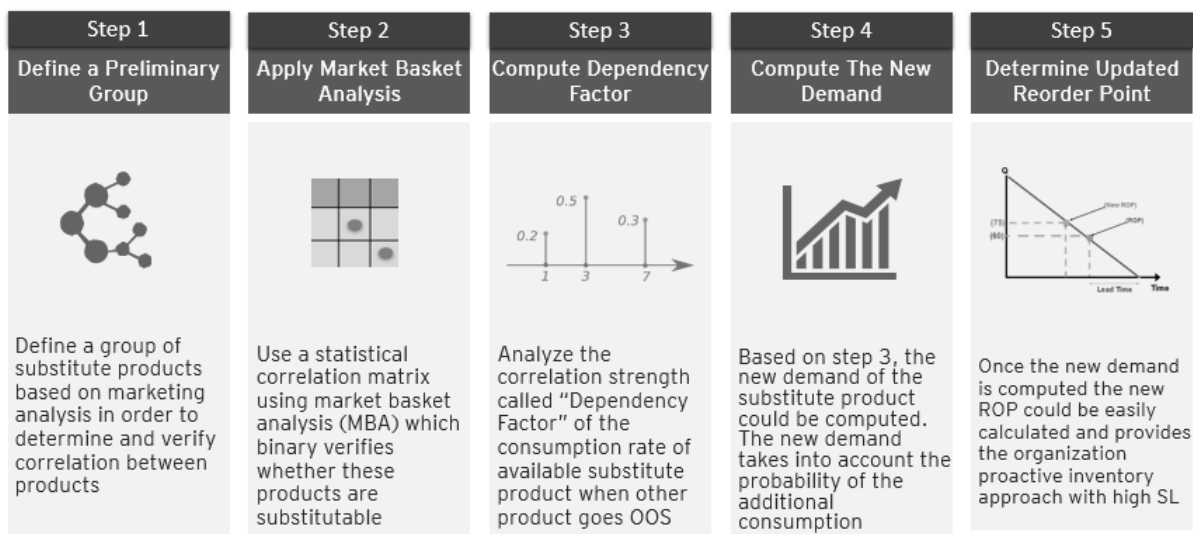 Step 1
Define a Preliminary
Group
Define a group of
substitute products
based on marketing
analysis in order to
determine and verify
correlation between
products
Step 2
Apply Market Basket
Analysis
Use a statistical
correlation matrix
using market basket
analysis (MBA) which
binary verifies
whether these
products are
substitutable
Step 3
Compute Dependency
Factor
0.2
0.5
0.3
1
3
7
Analyze the
correlation strength
called “Dependency
Factor” of the
consumption rate of
available substitute
product when other
product goes OOS
Step 4
Compute The New
Demand
Based on step 3, the
new demand of the
substitute product
could be computed.
The new demand
takes into account the
probability of the
additional
consumption
Step 5
Determine Updated
Reorder Point
Q
(New ROP)
(75)
(ROP)
(60)
Lead Time
Time
Once the new demand
is computed the new
ROP could be easily
calculated and provides
the organization
proactive inventory
approach with high SL